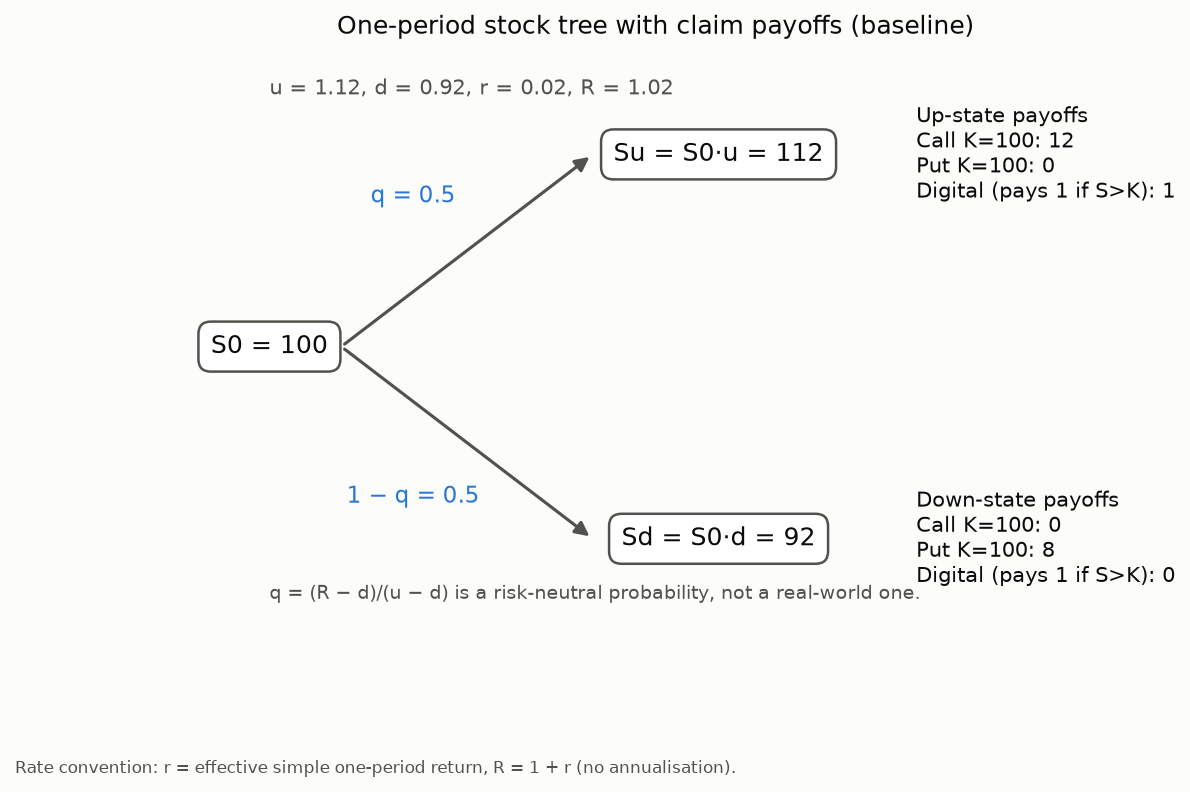 One-period stock tree with claim payoffs (baseline)
u = 1.12, d = 0.92, r = 0.02, R = 1.02
Up-state payoffs
Call K=100: 12
Put K=100: 0
Digital (pays 1 if S>K): 1
Su = S0·u = 112
q = 0.5
S0 = 100
1 − q = 0.5
Sd = S0·d = 92
Down-state payoffs
Call K=100: 0
Put K=100: 8
Digital (pays 1 if S>K): 0
q = (R − d)/(u − d) is a risk-neutral probability, not a real-world one.
Rate convention: r = effective simple one-period return, R = 1 + r (no annualisation).